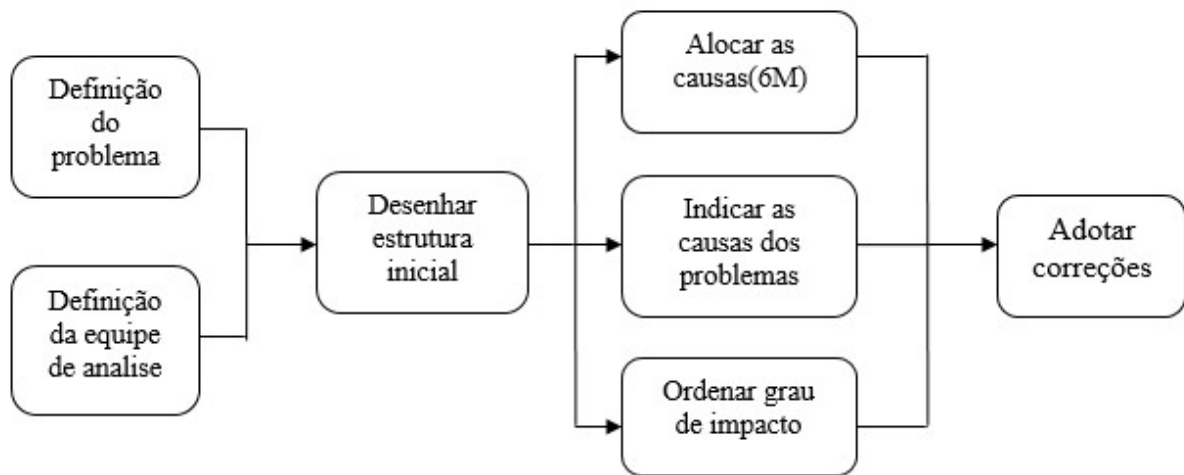 Definição
do
problema
Definição
da equipe
de analise
Desenhar
estrutura
inicial
Alocar as
causas(6M)
Indicar as
causas dos
problemas
Ordenar grau
de impacto
Adotar
correções